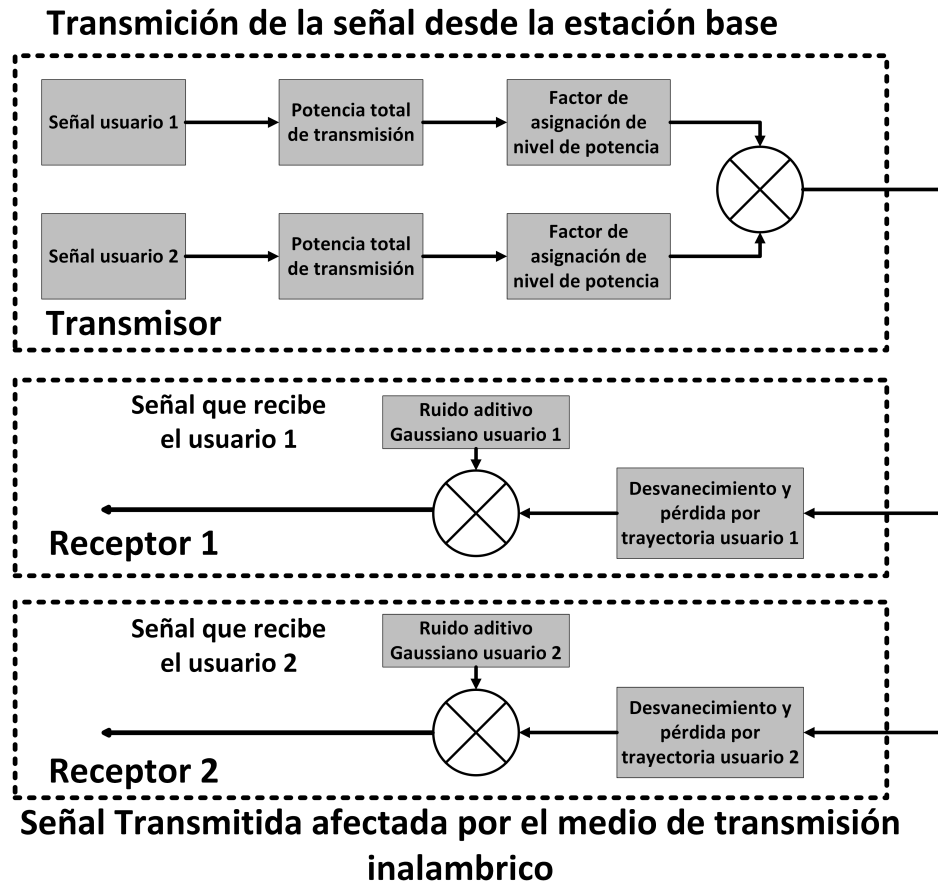 Transmición de la señal desde la estación base
Señal usuario 1
Potencia total
de transmisión
Factor de
asignación de
nivel de potencia
Señal usuario 2
Potencia total
de transmisión
Factor de
asignación de
nivel de potencia
Transmisor
Señal que recibe
el usuario 1
Ruido aditivo
Gaussiano usuario 1
Desvanecimiento y
pérdida por
trayectoria usuario 1
Receptor 1
Señal que recibe
el usuario 2
Ruido aditivo
Gaussiano usuario 2
Desvanecimiento y
pérdida por
trayectoria usuario 2
Receptor 2
Señal Transmitida afectada por el medio de transmisión
inalambrico